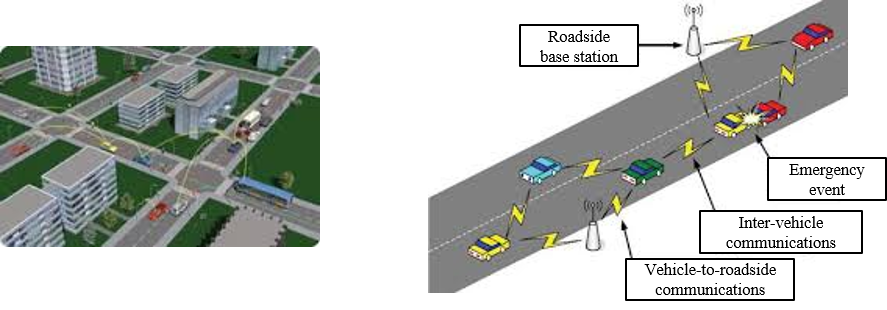 Roadside
base station
Emergency
event
Inter-vehicle
communications
Vehicle-to-roadside
communications